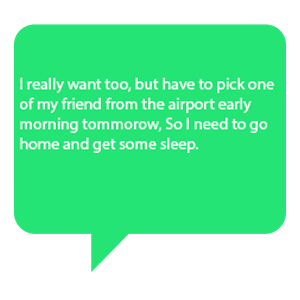 I really want too, but have to pick one
of my friend from the airport early
morning tommorow, So I need to go
home and get some sleep.